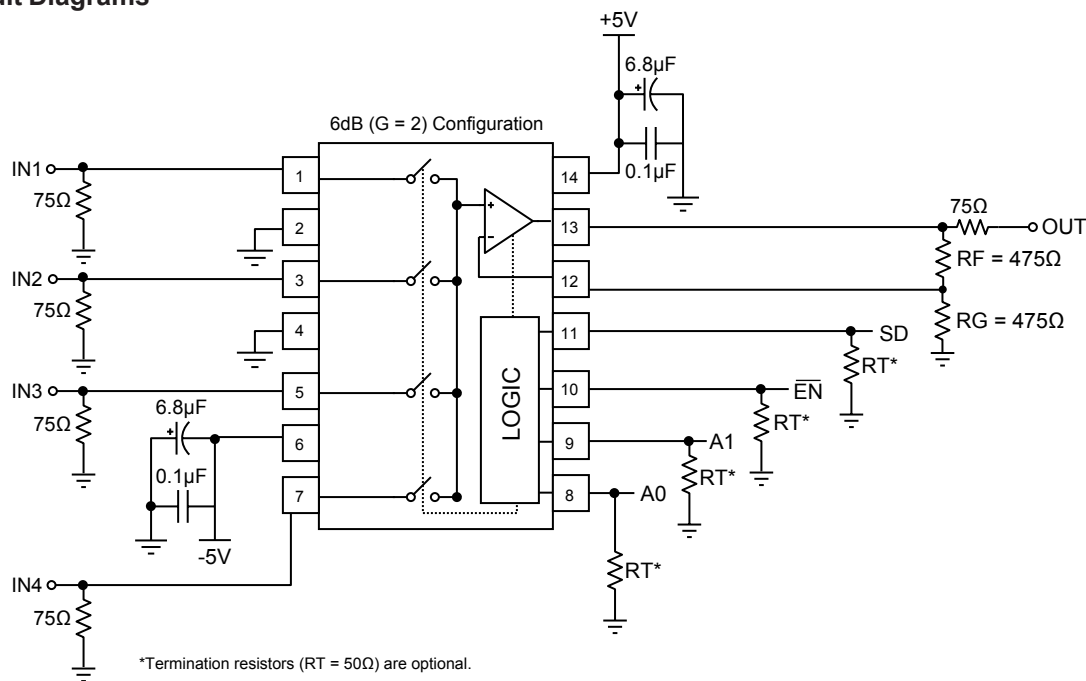 uit Diagrams
+5V
6.8µF
+
0.1µF
6dB (G = 2) Configuration
IN1
75Ω
IN2
75Ω
IN3
75Ω
6.8µF
+
0.1µF
-5V
IN4
75Ω
1
2
3
4
5
6
7
+
-
LOGIC
14
13
12
11
10
9
8
75Ω
OUT
RF = 475Ω
RG = 475Ω
SD
RT*
EN
RT*
A1
RT*
A0
RT*
*Termination resistors (RT = 50Ω) are optional.